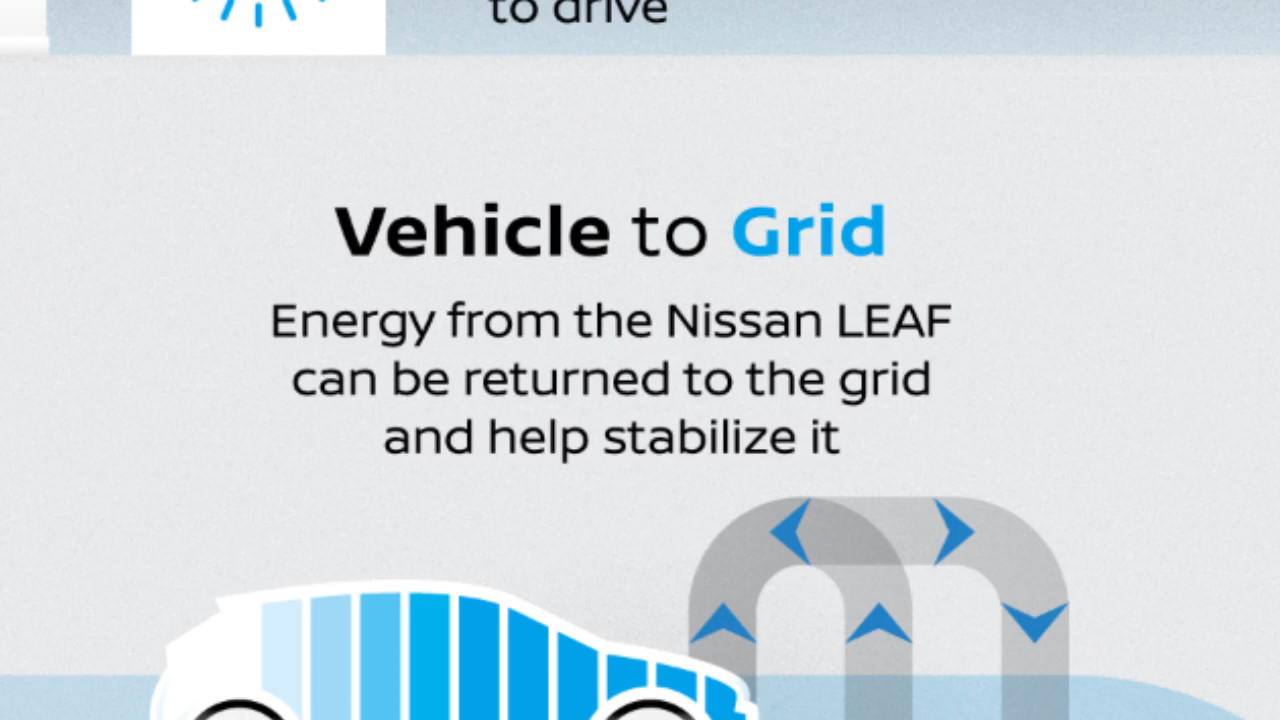 to drive
Vehicle to Grid
Energy from the Nissan LEAF
can be returned to the grid
and help stabilize it